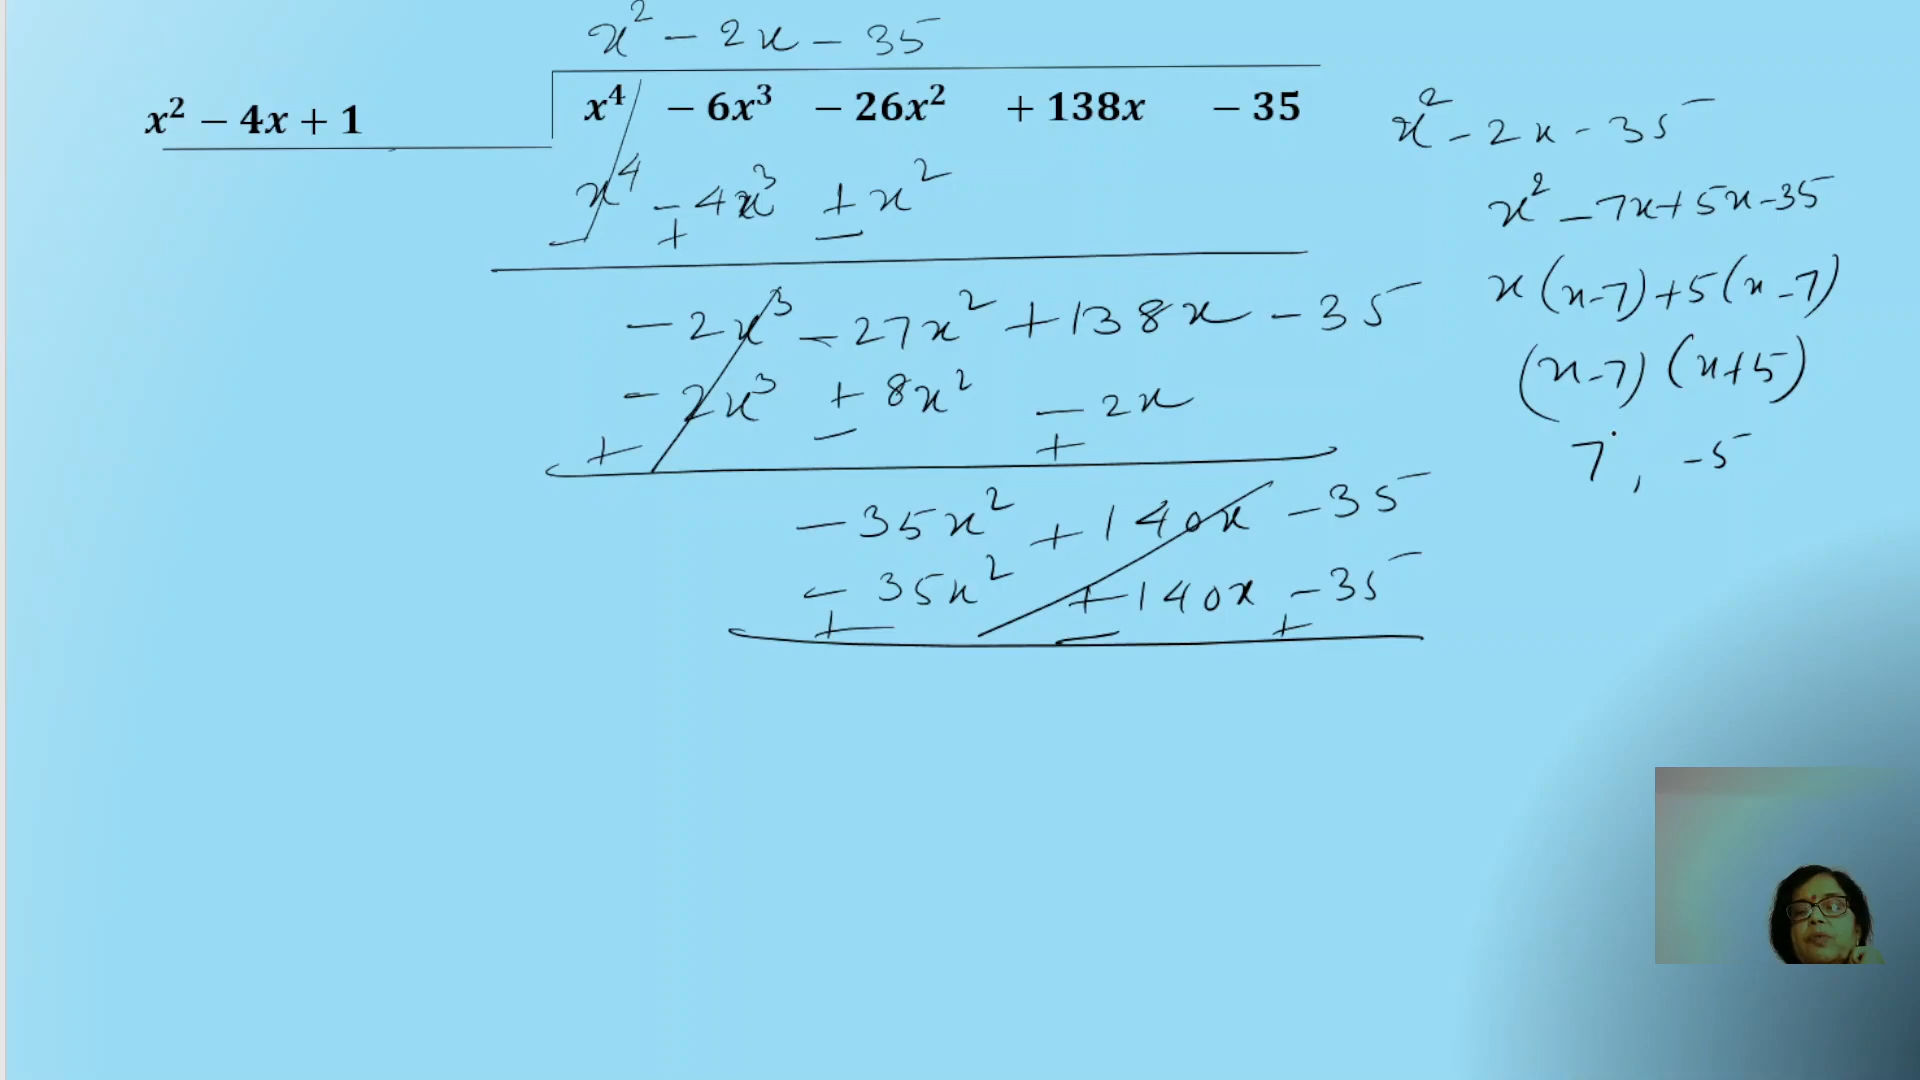 x² − 2x − 35
x² − 4x + 1
x⁴ − 6x³ − 26x² + 138x − 35
x⁴ − 4x³ + x²
− + −
− 2x³ − 27x² + 138x − 35
− 2x³ + 8x² − 2x
+ − +
− 35x² + 140x − 35
− 35x² + 140x − 35
+ − +
x² − 2x − 35
x² − 7x + 5x − 35
x(x−7)+5(x−7)
(x−7)(x+5)
7, −5